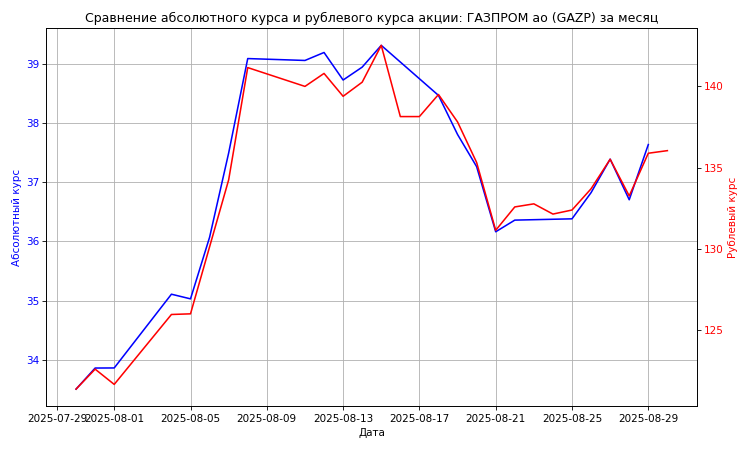 Сравнение абсолютного курса и рублевого курса акции: ГАЗПРОМ ао (GAZP) за месяц
39
38
37
36
35
34
Абсолютный курс
140
135
130
125
Рублевый курс
2025-07-29 2025-08-01 2025-08-05 2025-08-09 2025-08-13 2025-08-17 2025-08-21 2025-08-25 2025-08-29
Дата